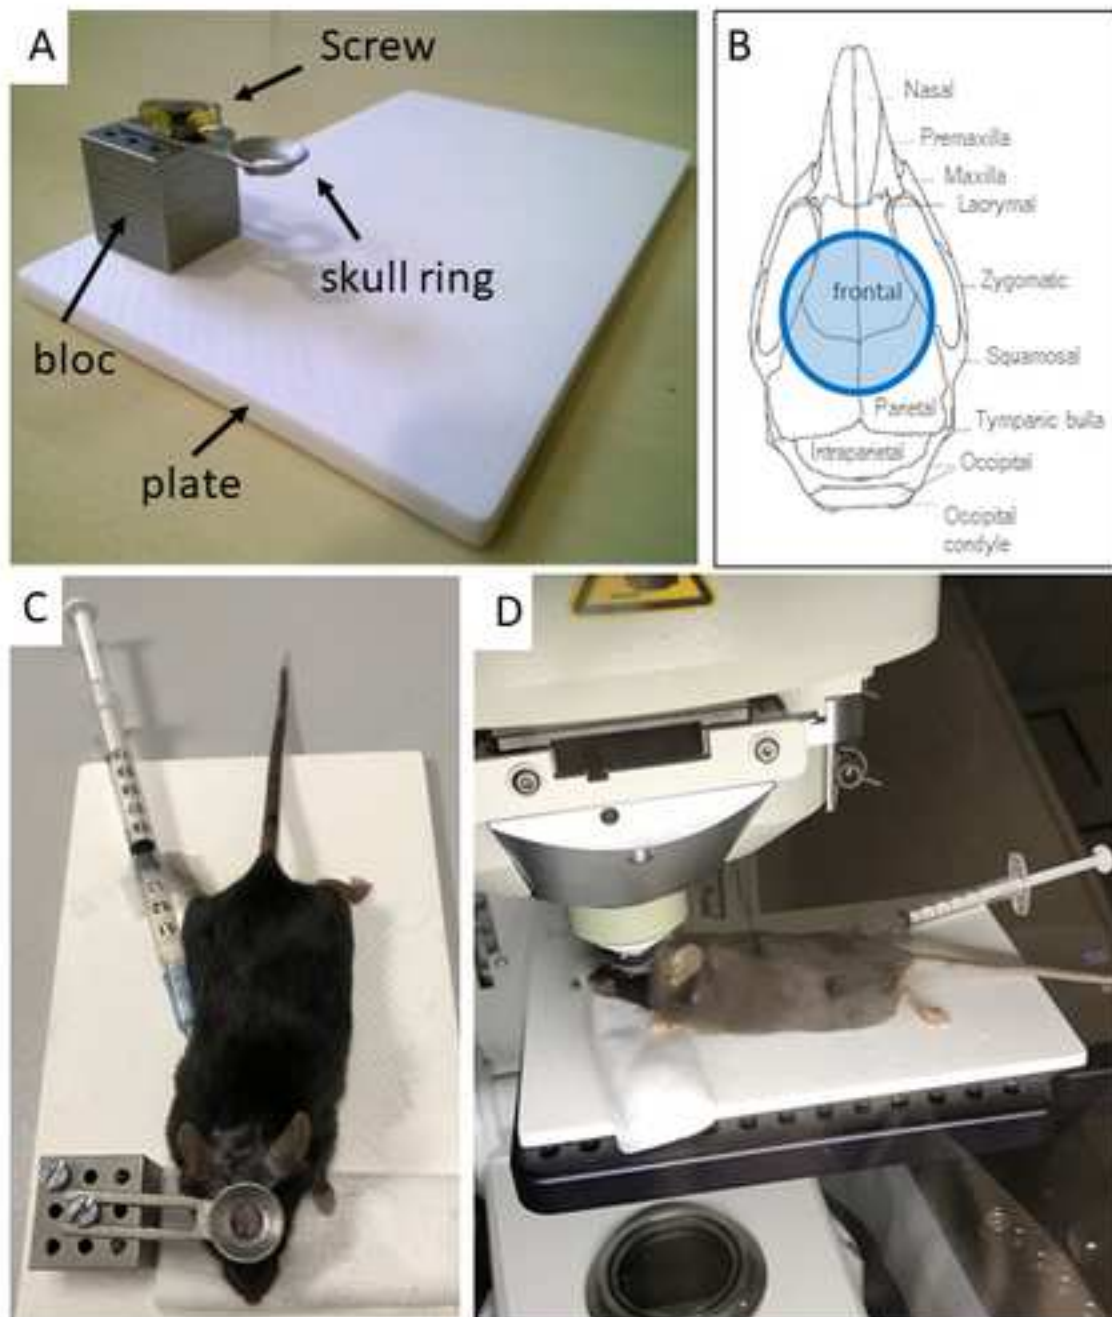 A
Screw
skull ring
bloc
plate
B
Nasal
Premaxilla
Maxilla
Lacrymal
frontal
Zygomatic
Squamosal
Parietal
Tympanic bulla
Intraparietal
Occipital
Occipital
condyle
C
D